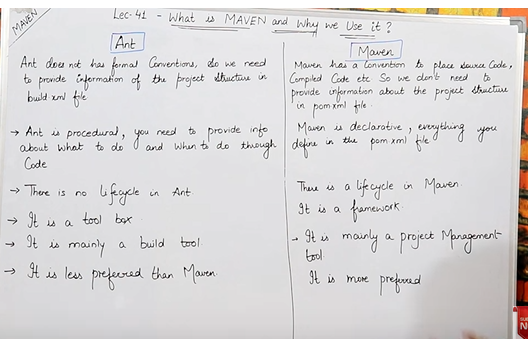 MAVEN
Lec-41 - What is MAVEN and Why we Use it?
Ant
Ant does not has formal Conventions, so we need
to provide information of the project structure in
build.xml file
→ Ant is procedural, you need to provide info
about what to do and when to do through
Code
→ There is no lifecycle in Ant.
→ It is a tool box
→ It is mainly a build tool
→ It is less preferred than Maven.
Maven
Maven has a Convention to place source Code,
Compiled Code etc So we don't need to
provide information about the project structure
in pom.xml file.
Maven is declarative, everything you
define in the pom.xml file
There is a lifecycle in Maven
It is a framework.
→ It is mainly a project Management
tool
It is more preferred